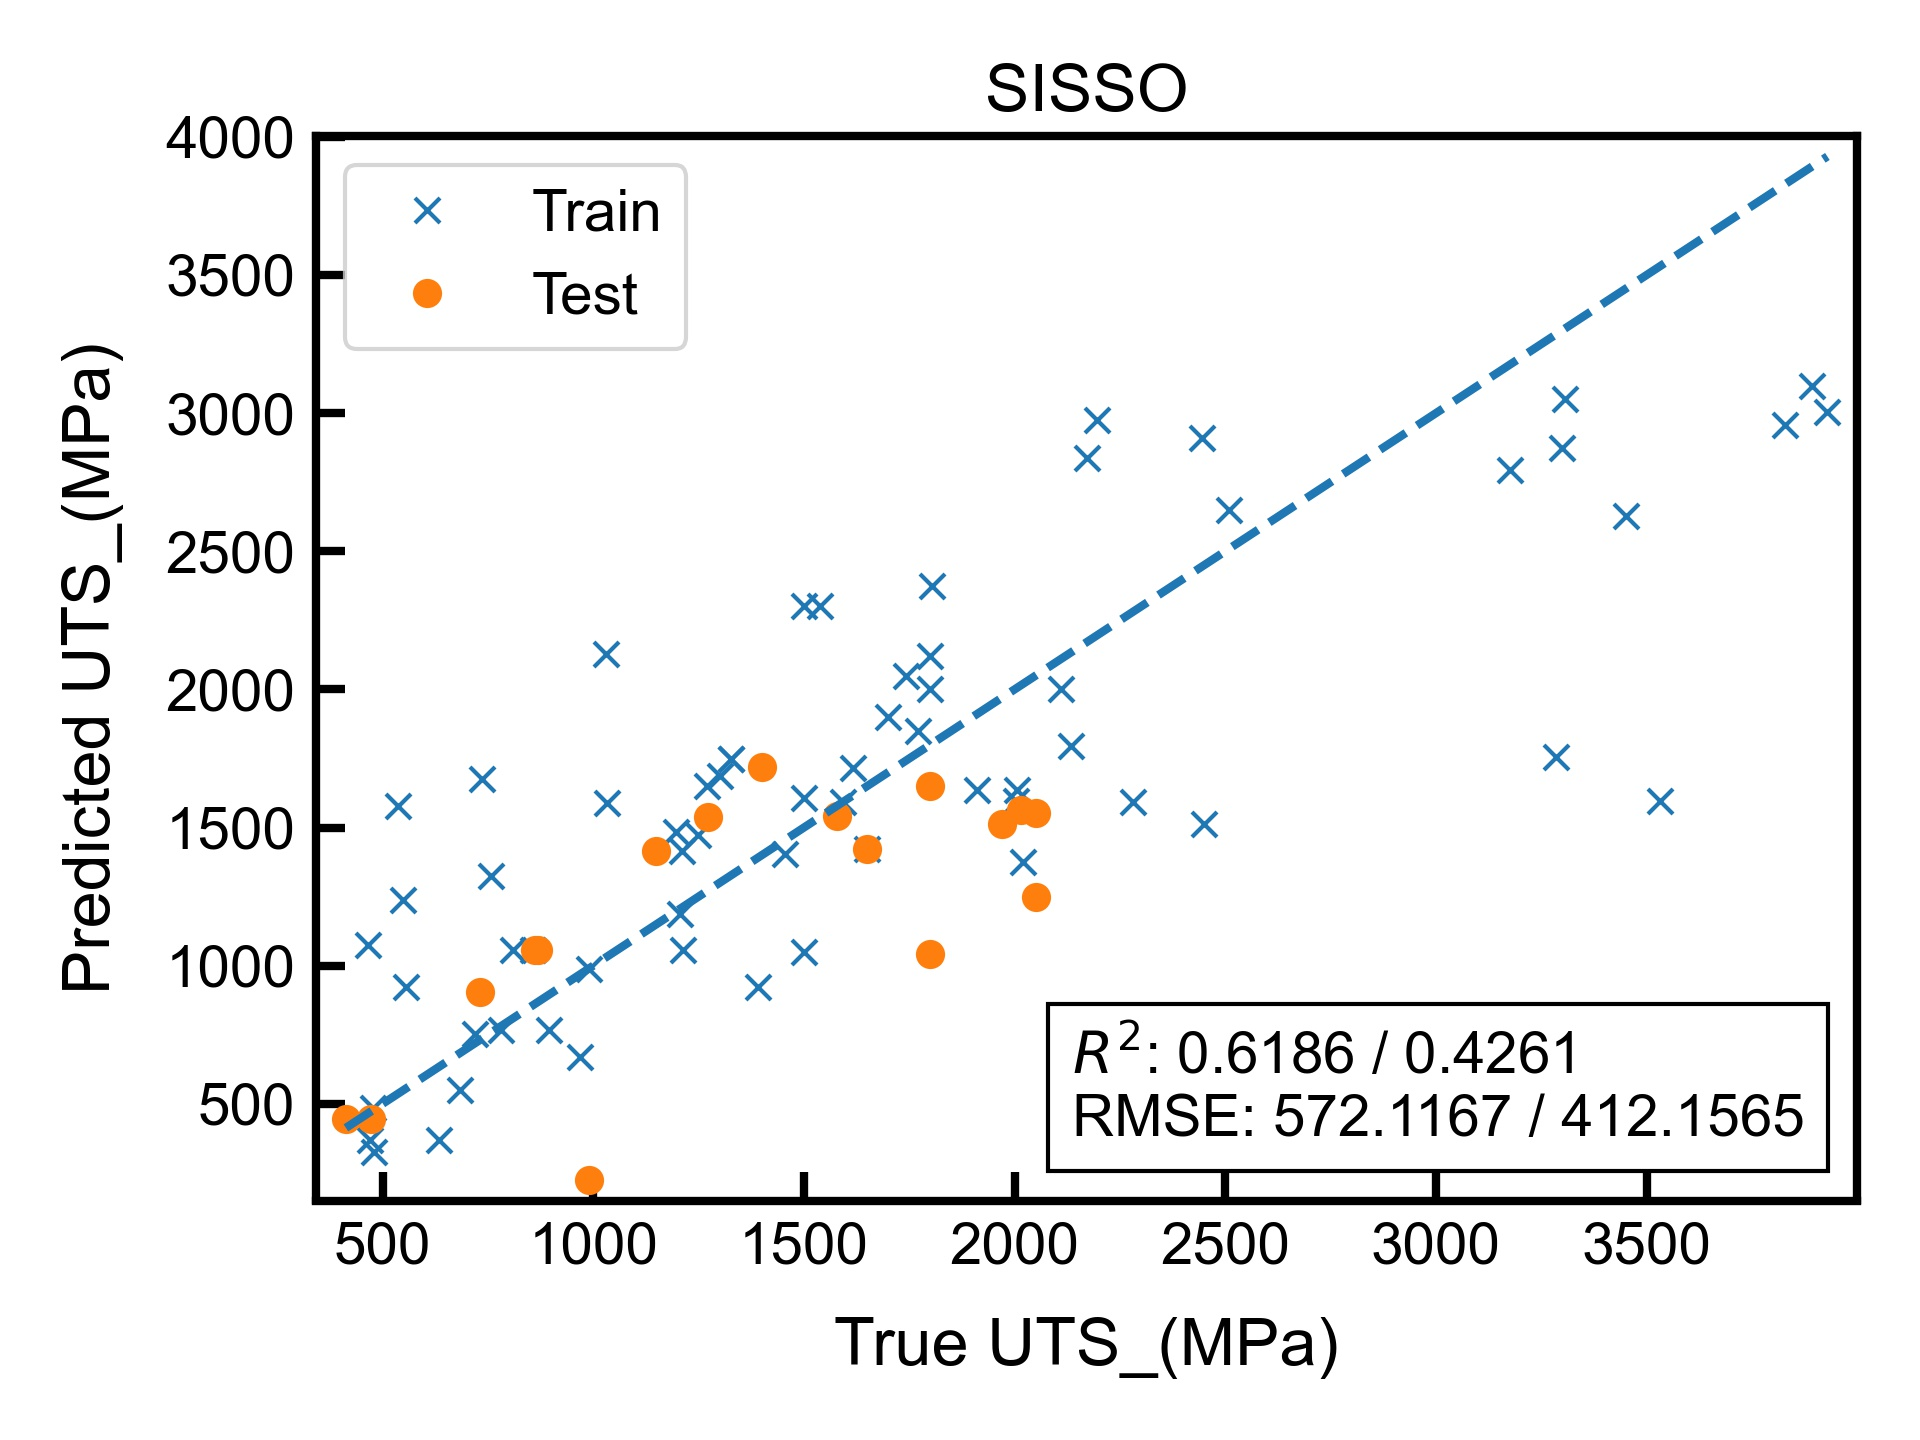 SISSO
4000
3500
3000
2500
2000
1500
1000
500
Predicted UTS_(MPa)
Train
Test
R²: 0.6186 / 0.4261
RMSE: 572.1167 / 412.1565
500 1000 1500 2000 2500 3000 3500
True UTS_(MPa)